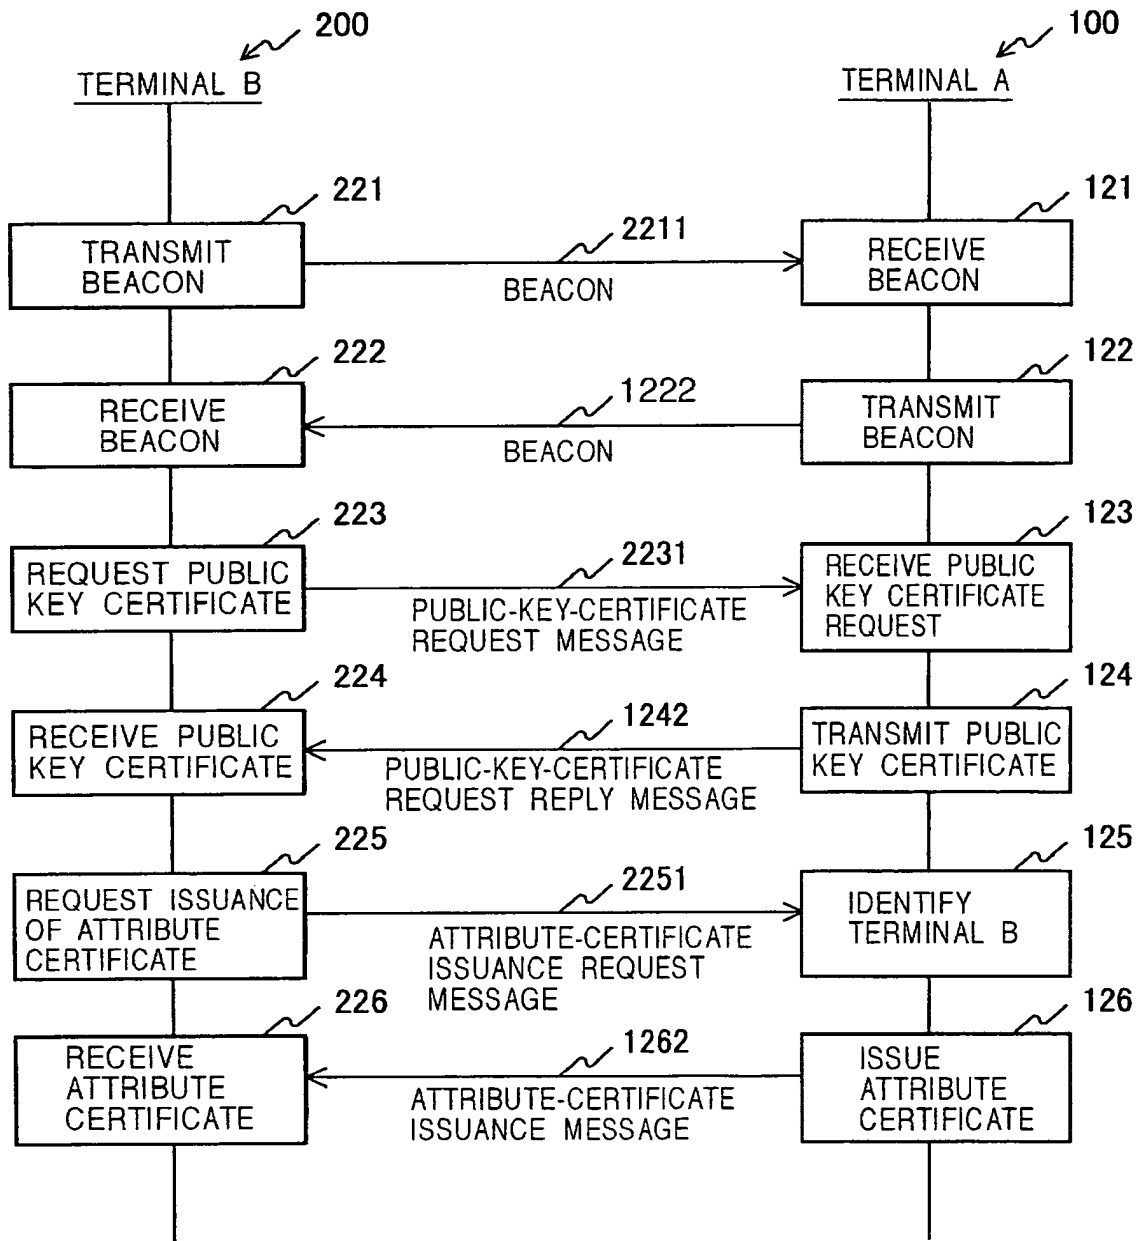 200
100
TERMINAL B
TERMINAL A
221
2211
121
TRANSMIT
BEACON
BEACON
RECEIVE
BEACON
222
1222
122
RECEIVE
BEACON
BEACON
TRANSMIT
BEACON
223
2231
123
REQUEST PUBLIC
KEY CERTIFICATE
PUBLIC-KEY-CERTIFICATE
REQUEST MESSAGE
RECEIVE PUBLIC
KEY CERTIFICATE
REQUEST
224
1242
124
RECEIVE PUBLIC
KEY CERTIFICATE
PUBLIC-KEY-CERTIFICATE
REQUEST REPLY MESSAGE
TRANSMIT PUBLIC
KEY CERTIFICATE
225
2251
125
REQUEST ISSUANCE
OF ATTRIBUTE
CERTIFICATE
ATTRIBUTE-CERTIFICATE
ISSUANCE REQUEST
MESSAGE
IDENTIFY
TERMINAL B
226
1262
126
RECEIVE
ATTRIBUTE
CERTIFICATE
ATTRIBUTE-CERTIFICATE
ISSUANCE MESSAGE
ISSUE
ATTRIBUTE
CERTIFICATE